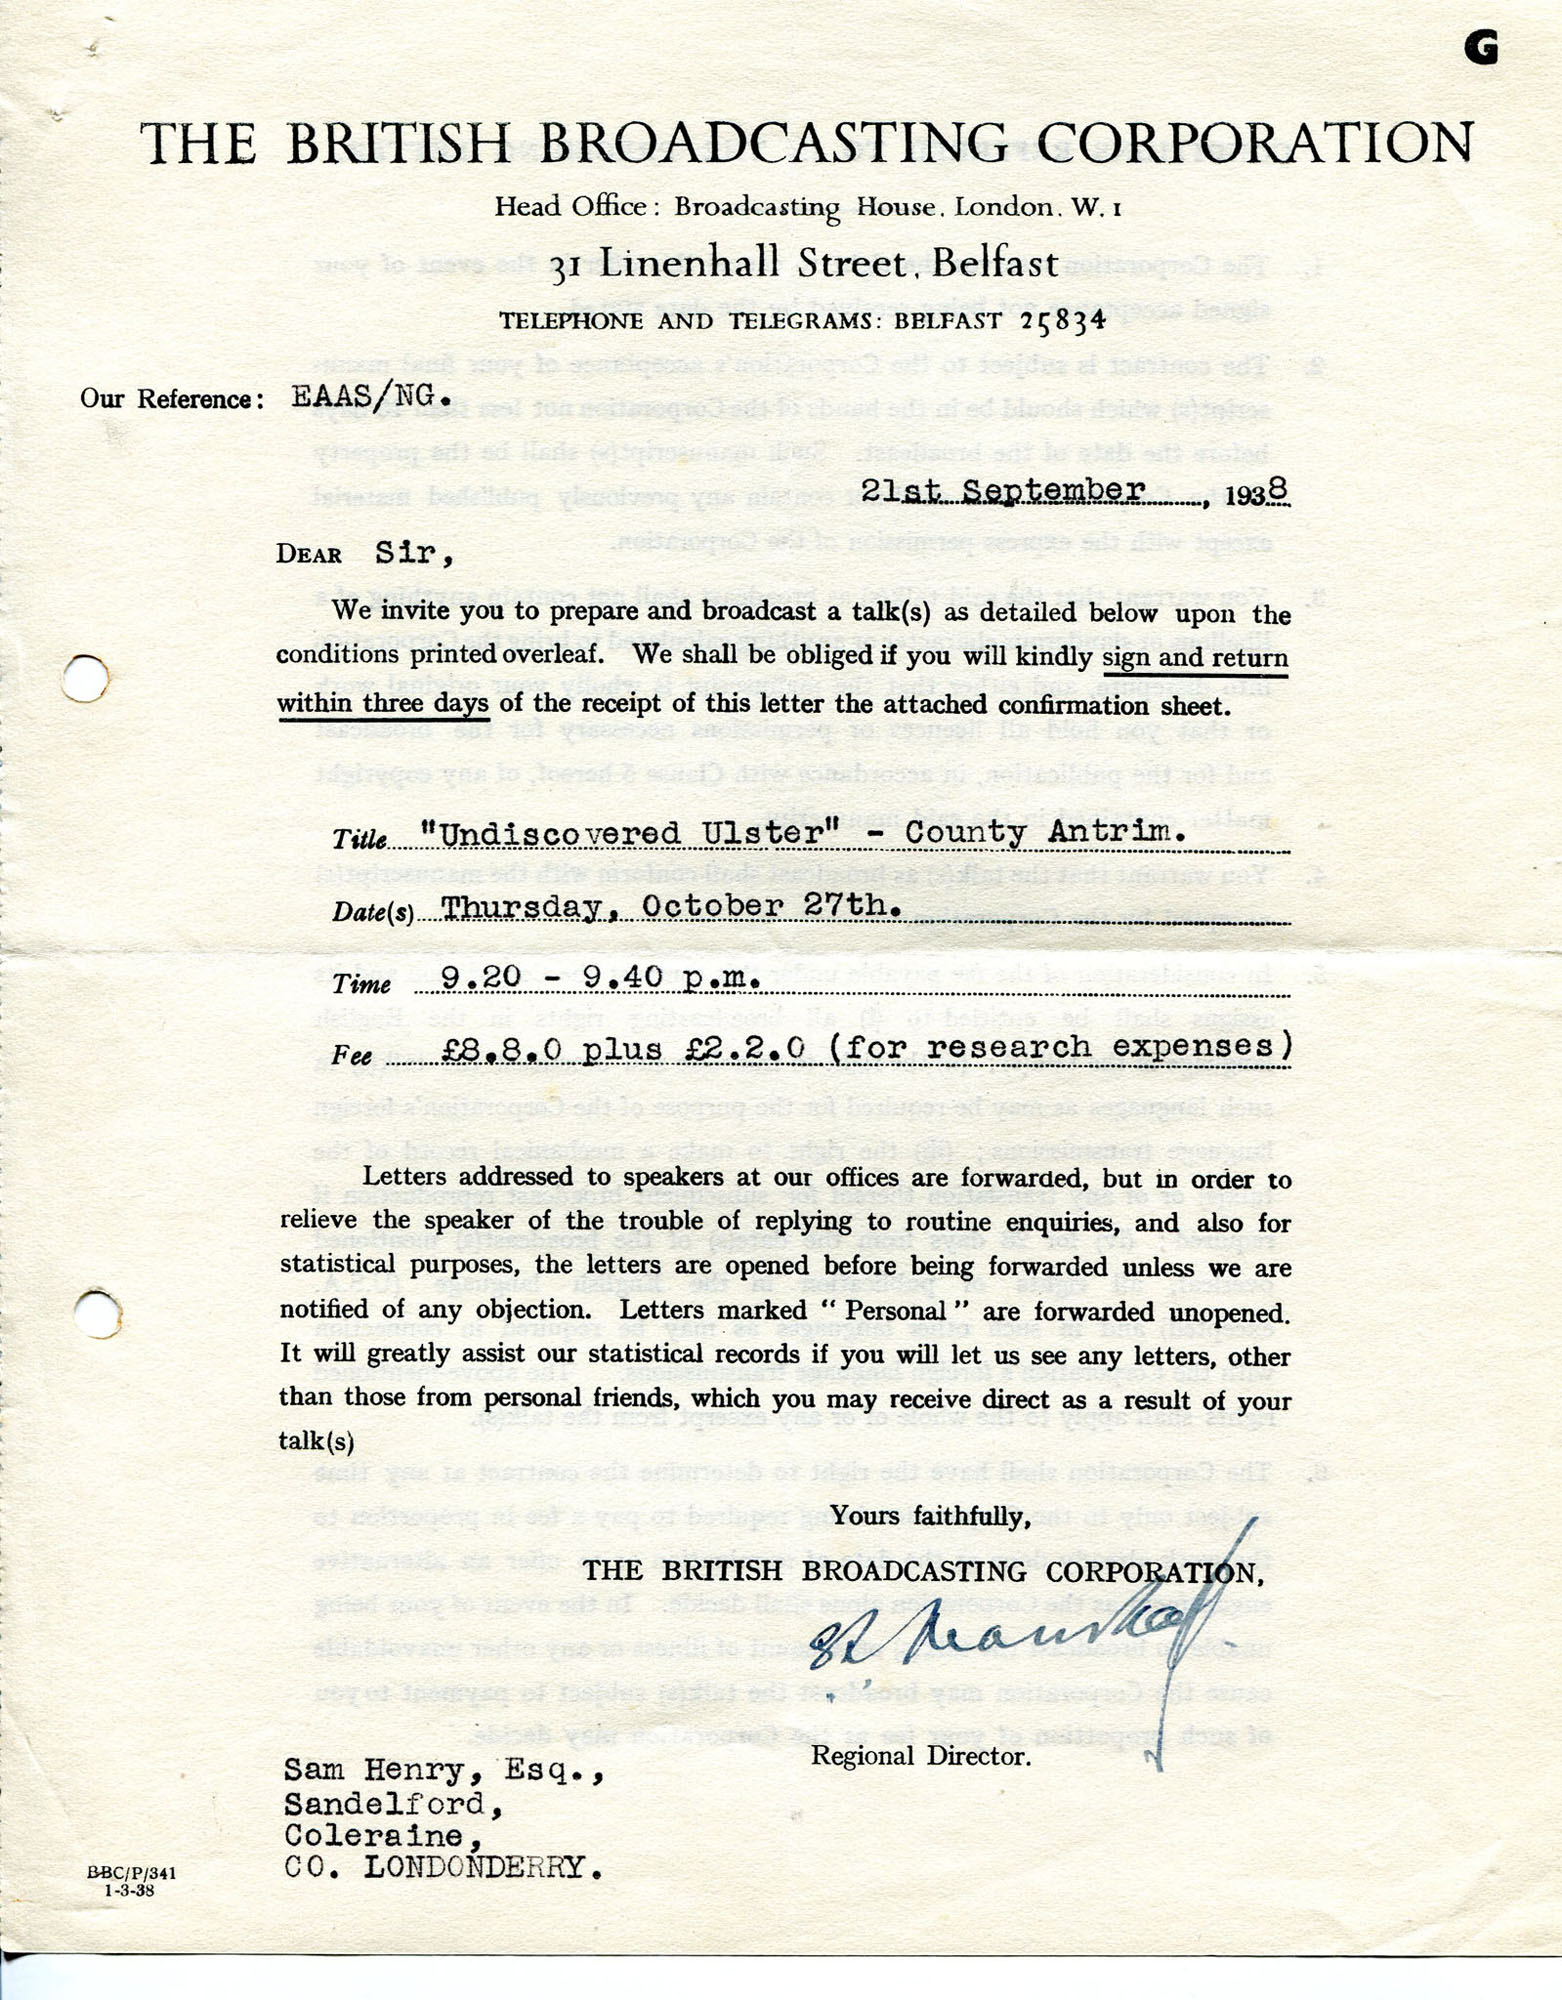 G
THE BRITISH BROADCASTING CORPORATION
Head Office: Broadcasting House, London, W. 1
31 Linenhall Street, Belfast
TELEPHONE AND TELEGRAMS: BELFAST 25834
Our Reference: EAAS/NG.
21st September, 1938
DEAR Sir,
We invite you to prepare and broadcast a talk(s) as detailed below upon the
conditions printed overleaf. We shall be obliged if you will kindly sign and return
within three days of the receipt of this letter the attached confirmation sheet.
Title "Undiscovered Ulster" - County Antrim.
Date(s) Thursday, October 27th.
Time 9.20 - 9.40 p.m.
Fee £8.8.0 plus £2.2.0 (for research expenses)
Letters addressed to speakers at our offices are forwarded, but in order to
relieve the speaker of the trouble of replying to routine enquiries, and also for
statistical purposes, the letters are opened before being forwarded unless we are
notified of any objection. Letters marked “ Personal ” are forwarded unopened.
It will greatly assist our statistical records if you will let us see any letters, other
than those from personal friends, which you may receive direct as a result of your
talk(s)
Yours faithfully,
THE BRITISH BROADCASTING CORPORATION,
Regional Director.
Sam Henry, Esq.,
Sandelford,
Coleraine,
CO. LONDONDERRY.
BBC/P/341
1-3-38